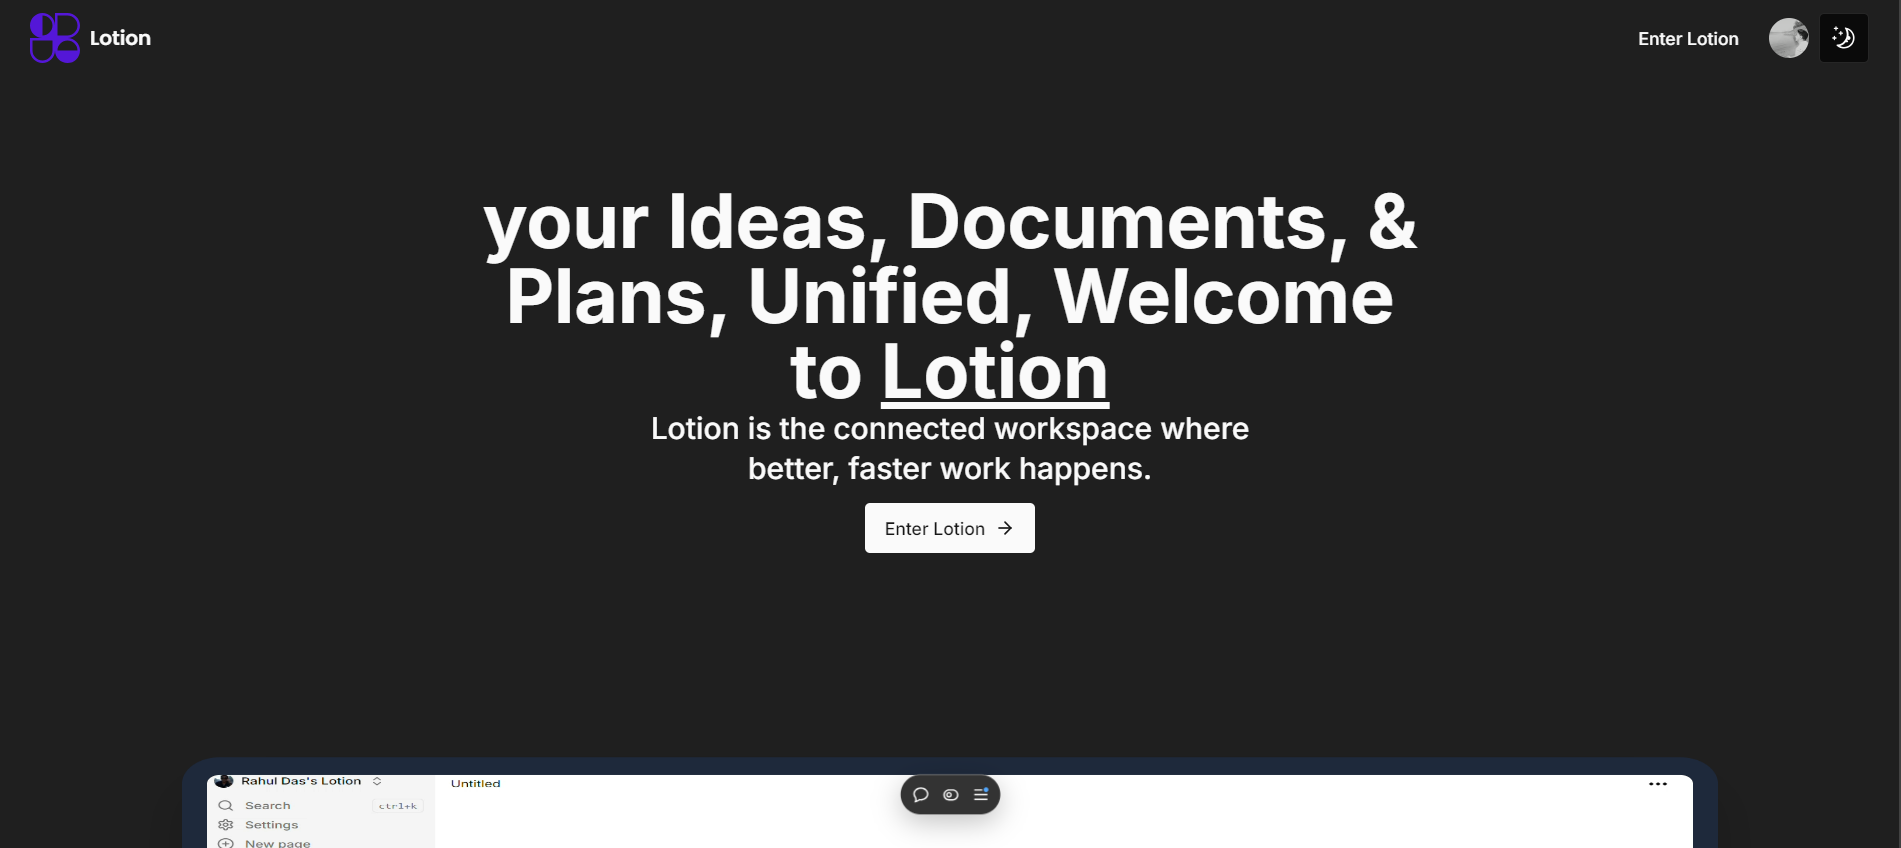 Lotion
Enter Lotion
your Ideas, Documents, &
Plans, Unified, Welcome
to Lotion
Lotion is the connected workspace where
better, faster work happens.
Enter Lotion
Rahul Das's Lotion
Untitled
Search
ctrl+k
Settings
New page